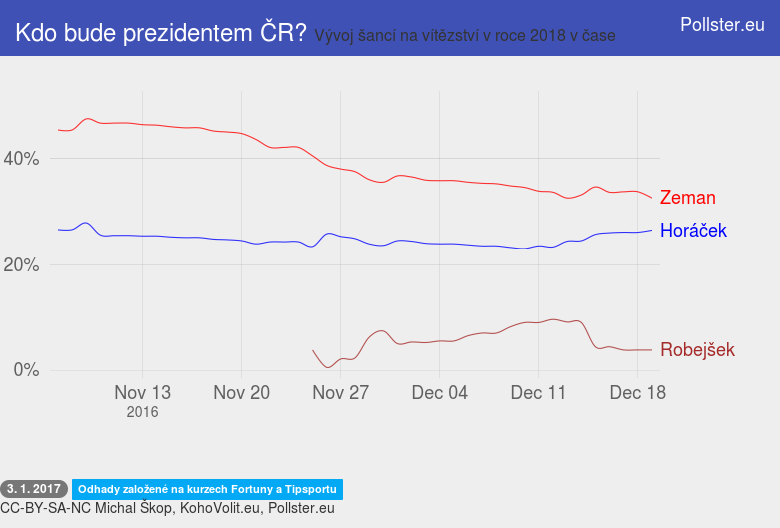 Kdo bude prezidentem ČR? Vývoj šancí na vítězství v roce 2018 v čase
Pollster.eu
40%
20%
0%
Zeman
Horáček
Robejšek
Nov 13 Nov 20 Nov 27 Dec 04 Dec 11 Dec 18
2016
3. 1. 2017 Odhady založené na kurzech Fortuny a Tipsportu
CC-BY-SA-NC Michal Škop, KohoVolit.eu, Pollster.eu